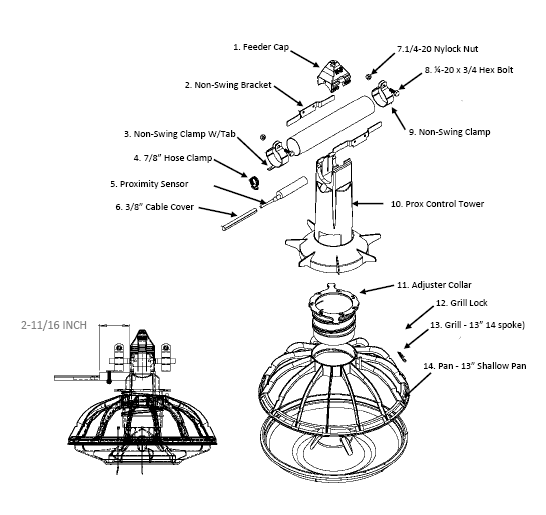 1. Feeder Cap
7.1/4-20 Nylock Nut
8. ¼-20 x 3/4 Hex Bolt
2. Non-Swing Bracket
3. Non-Swing Clamp W/Tab
9. Non-Swing Clamp
4. 7/8" Hose Clamp
5. Proximity Sensor
6. 3/8" Cable Cover
10. Prox Control Tower
11. Adjuster Collar
12. Grill Lock
13. Grill - 13" 14 spoke)
2-11/16 INCH
14. Pan - 13" Shallow Pan